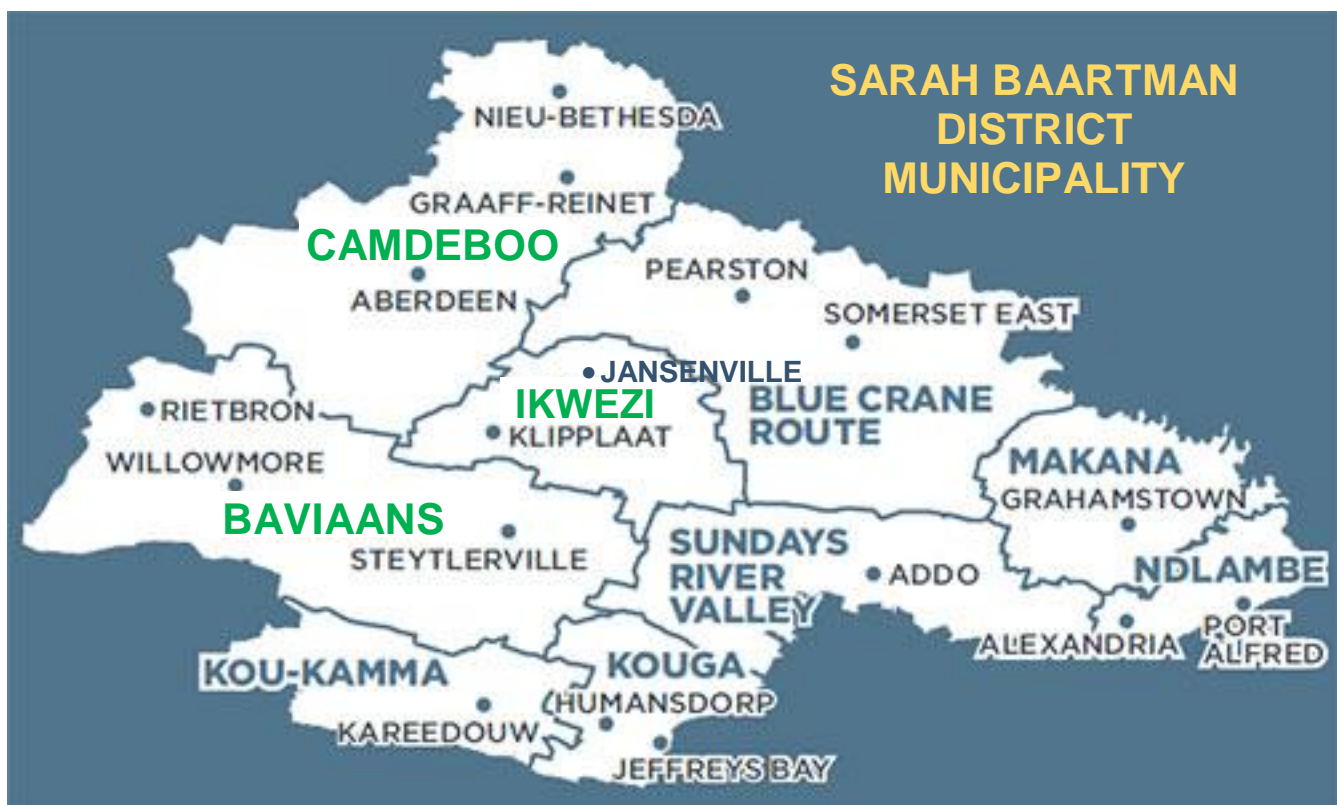 SARAH BAARTMAN
DISTRICT
MUNICIPALITY
NIEU-BETHESDA
GRAAFF-REINET
CAMDEBOO
ABERDEEN
PEARSTON
SOMERSET EAST
JANSENVILLE
IKWEZI
KLIPPLAAT
BLUE CRANE
ROUTE
RIETBRON
WILLOWMORE
BAVIAANS
STEYTLERVILLE
MAKANA
GRAHAMSTOWN
SUNDAYS
RIVER
VALLEY
ADDO
NDLAMBE
ALEXANDRIA
PORT
ALFRED
KOU-KAMMA
KAREEDOUW
KOUGA
HUMANSDORP
JEFFREYS BAY